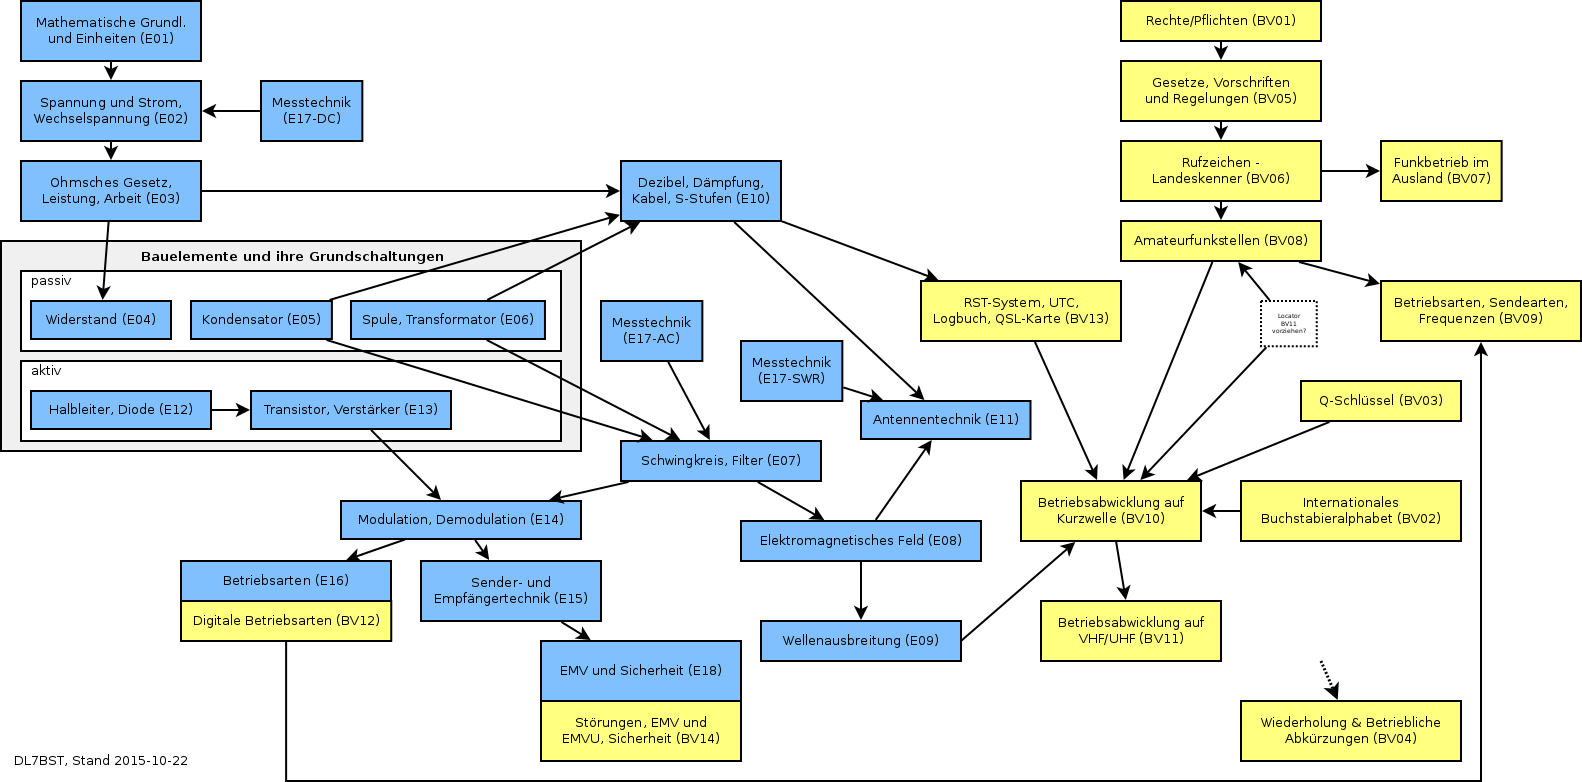 Mathematische Grundl.
und Einheiten (E01)
Spannung und Strom,
Wechselspannung (E02)
Messtechnik
(E17-DC)
Ohmsches Gesetz,
Leistung, Arbeit (E03)
Dezibel, Dämpfung,
Kabel, S-Stufen (E10)
Bauelemente und ihre Grundschaltungen
passiv
Widerstand (E04)
Kondensator (E05)
Spule, Transformator (E06)
aktiv
Halbleiter, Diode (E12)
Transistor, Verstärker (E13)
Messtechnik
(E17-AC)
Messtechnik
(E17-SWR)
Antennentechnik (E11)
Schwingkreis, Filter (E07)
Modulation, Demodulation (E14)
Elektromagnetisches Feld (E08)
Betriebsarten (E16)
Digitale Betriebsarten (BV12)
Sender- und
Empfängertechnik (E15)
Wellenausbreitung (E09)
EMV und Sicherheit (E18)
Störungen, EMV und
EMVU, Sicherheit (BV14)
Rechte/Pflichten (BV01)
Gesetze, Vorschriften
und Regelungen (BV05)
Rufzeichen -
Landeskenner (BV06)
Funkbetrieb im
Ausland (BV07)
Amateurfunkstellen (BV08)
RST-System, UTC,
Logbuch, QSL-Karte (BV13)
Locator
BV11
vorziehen?
Betriebsarten, Sendearten,
Frequenzen (BV09)
Q-Schlüssel (BV03)
Betriebsabwicklung auf
Kurzwelle (BV10)
Internationales
Buchstabieralphabet (BV02)
Betriebsabwicklung auf
VHF/UHF (BV11)
Wiederholung & Betriebliche
Abkürzungen (BV04)
DL7BST, Stand 2015-10-22